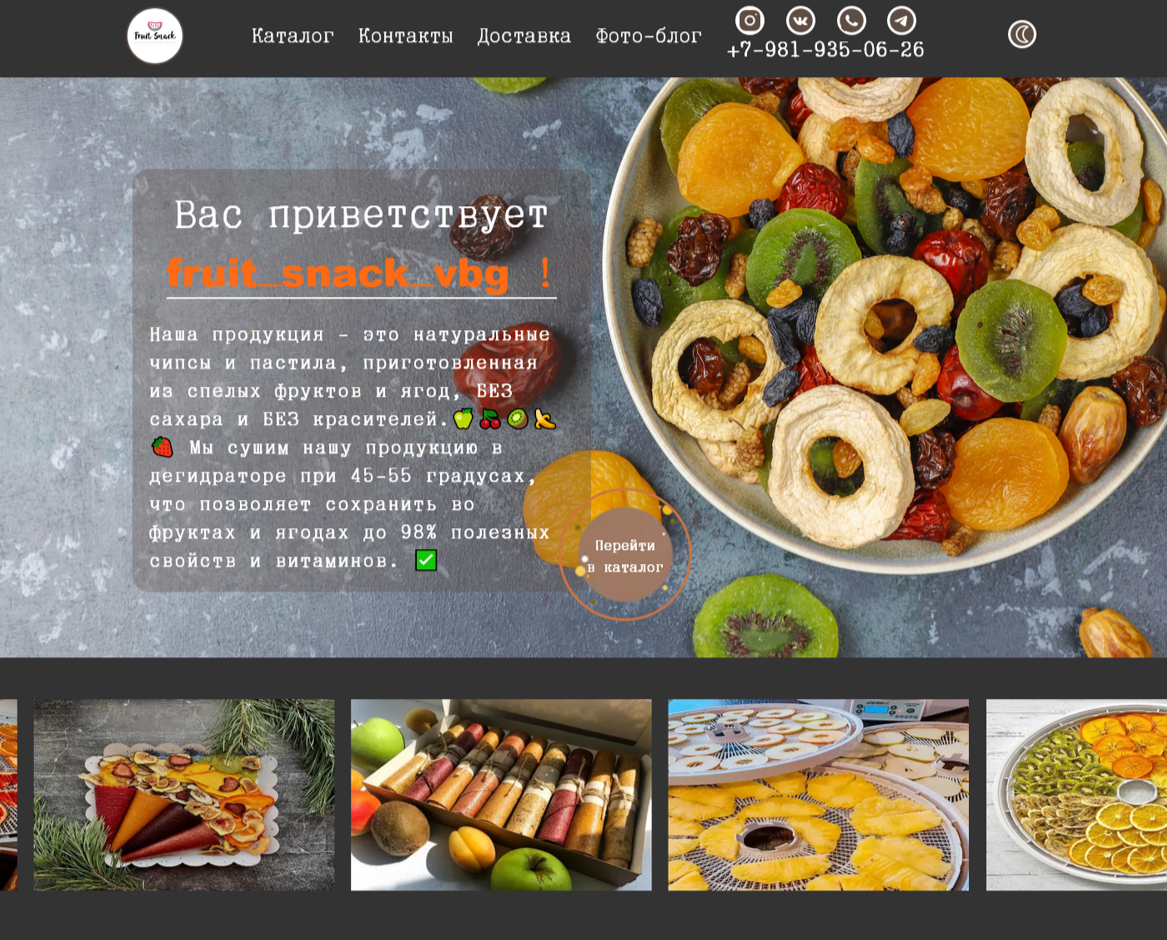 Fruit Snack
Каталог Контакты Доставка Фото-блог
+7-981-935-06-26
Вас приветствует
fruit_snack_vbg !
Наша продукция - это натуральные
чипсы и пастила, приготовленная
из спелых фруктов и ягод, БЕЗ
сахара и БЕЗ красителей.🍏🍒🥝🍌
🍓 Мы сушим нашу продукцию в
дегидраторе при 45-55 градусах,
что позволяет сохранить во
фруктах и ягодах до 98% полезных
свойств и витаминов. ✅
Перейти
в каталог